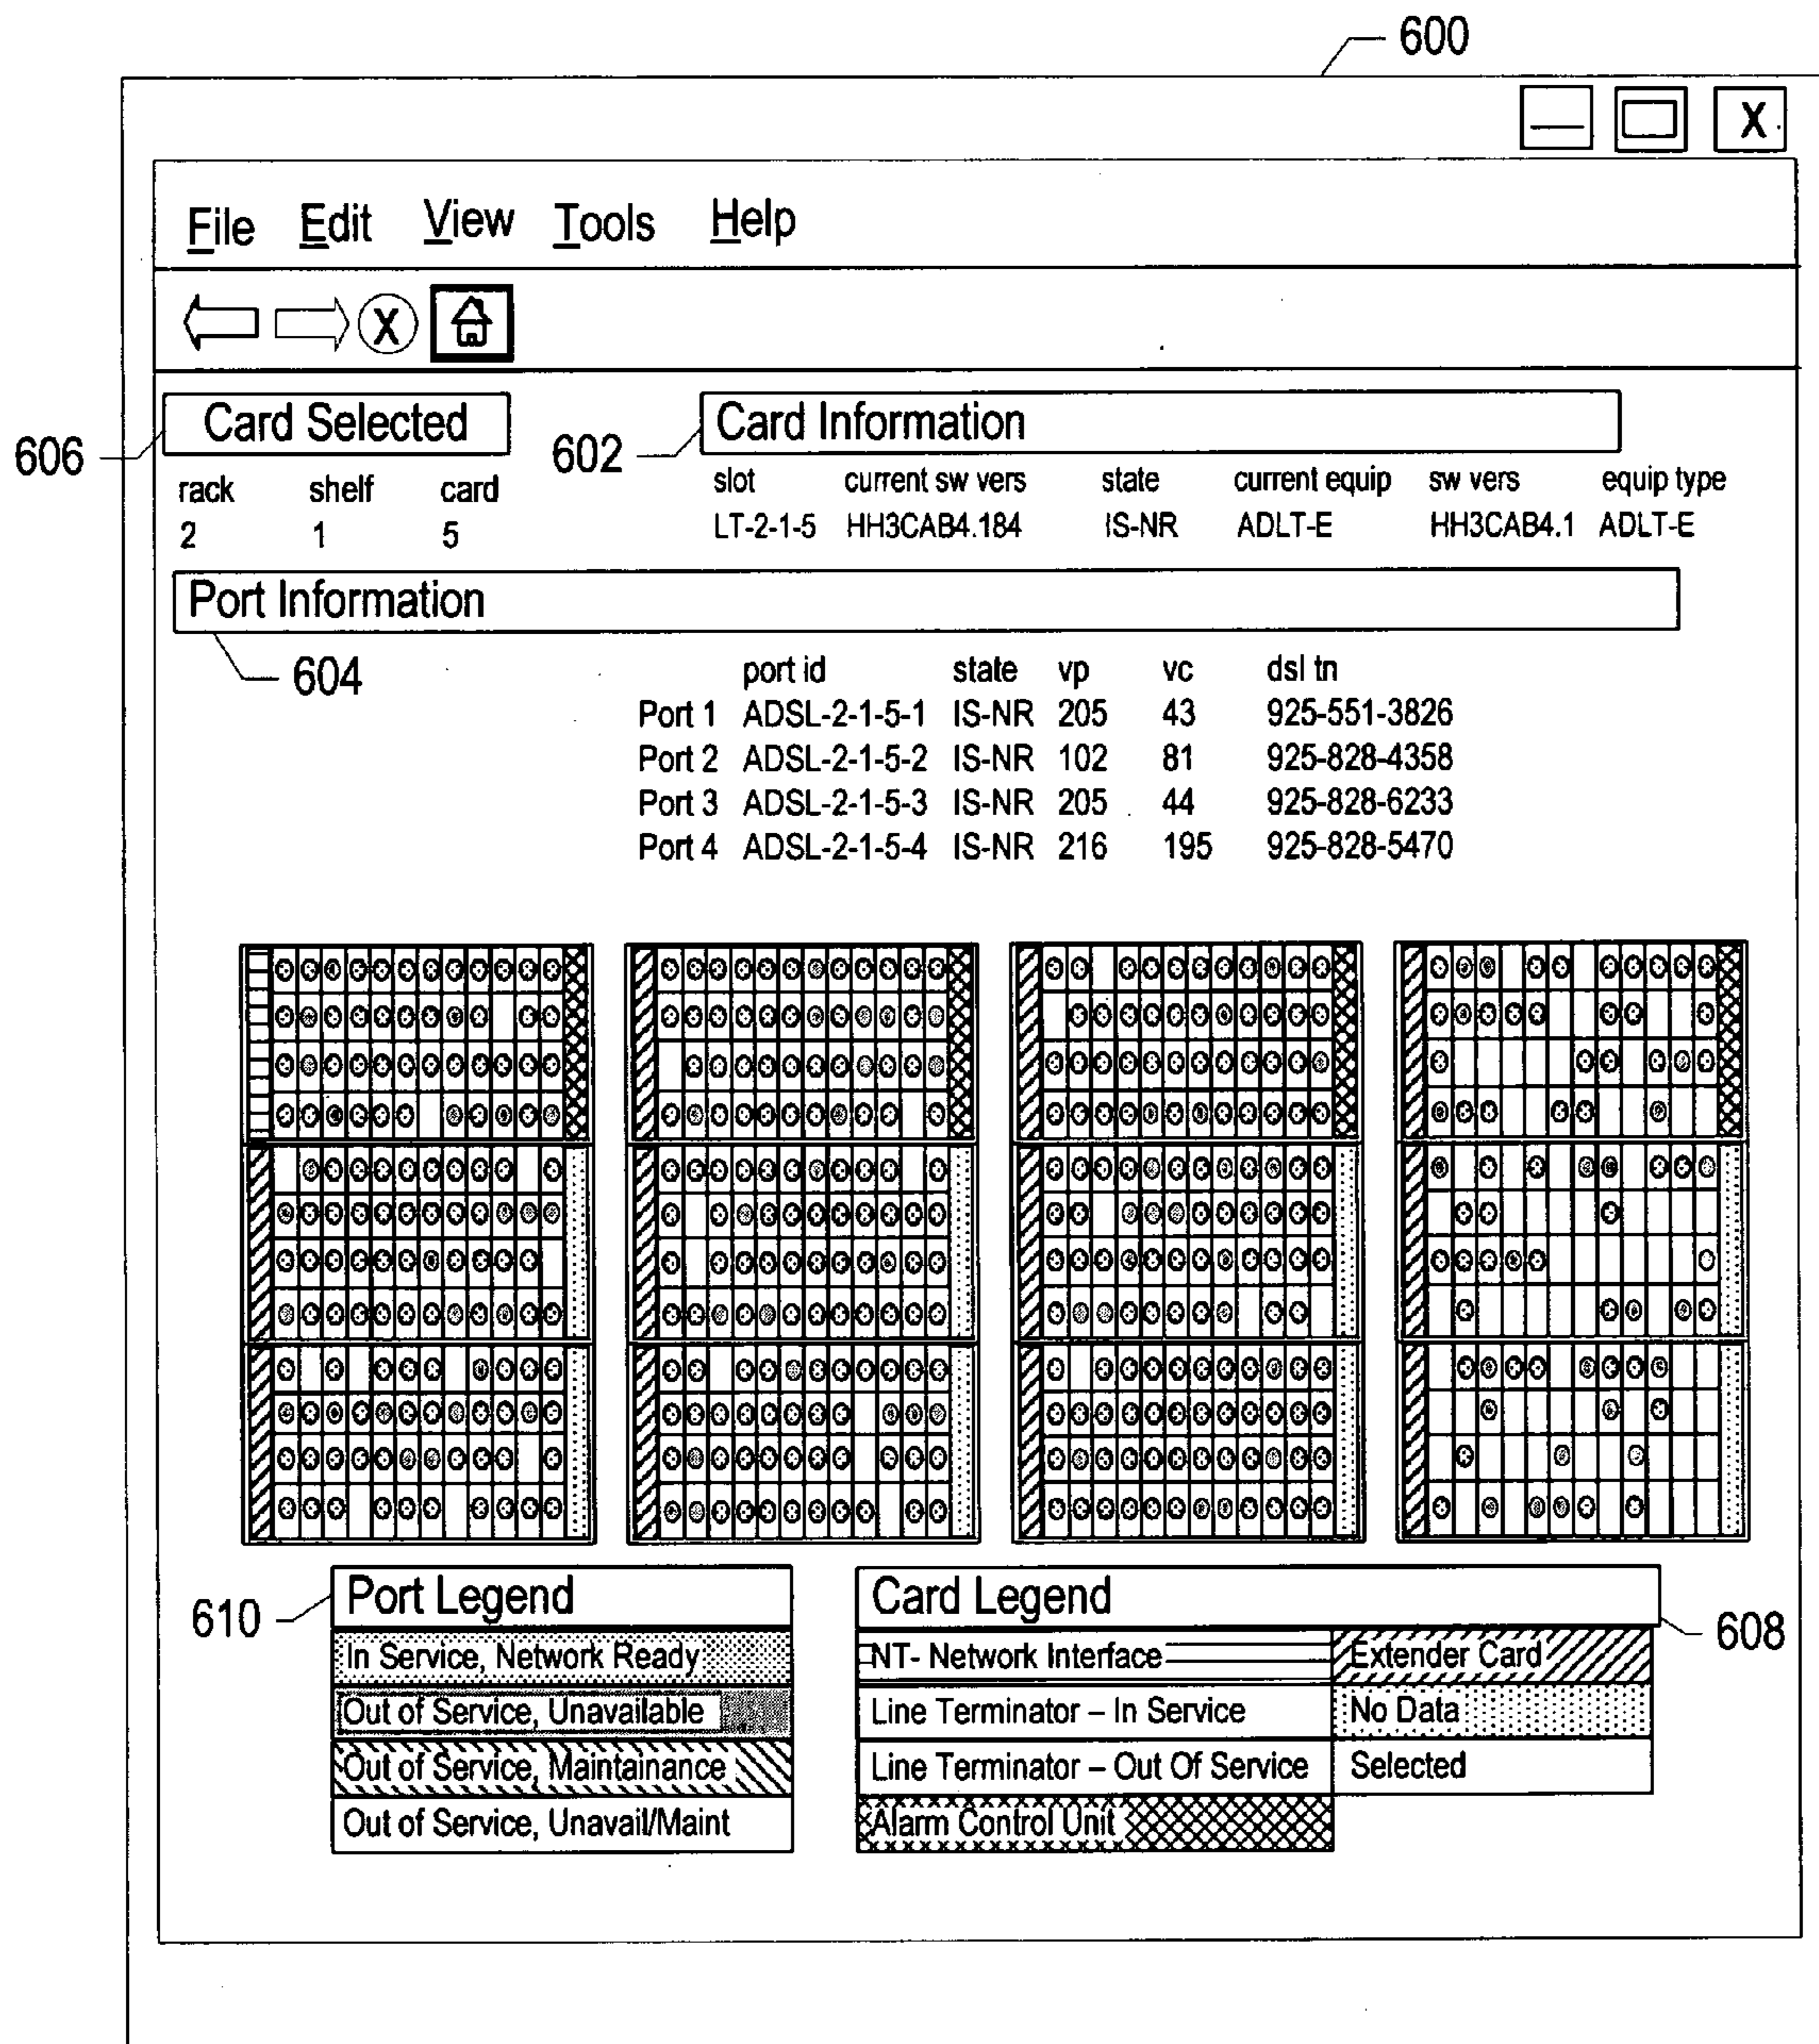 600
X
File Edit View Tools Help
X
606 Card Selected 602 Card Information
rack shelf card slot current sw vers state current equip sw vers equip type
2 1 5 LT-2-1-5 HH3CAB4.184 IS-NR ADLT-E HH3CAB4.1 ADLT-E
Port Information
604
port id state vp vc dsl tn
Port 1 ADSL-2-1-5-1 IS-NR 205 43 925-551-3826
Port 2 ADSL-2-1-5-2 IS-NR 102 81 925-828-4358
Port 3 ADSL-2-1-5-3 IS-NR 205 44 925-828-6233
Port 4 ADSL-2-1-5-4 IS-NR 216 195 925-828-5470
610 Port Legend
In Service, Network Ready
Out of Service, Unavailable
Out of Service, Maintainance
Out of Service, Unavail/Maint
Card Legend 608
NT- Network Interface Extender Card
Line Terminator – In Service No Data
Line Terminator – Out Of Service Selected
Alarm Control Unit